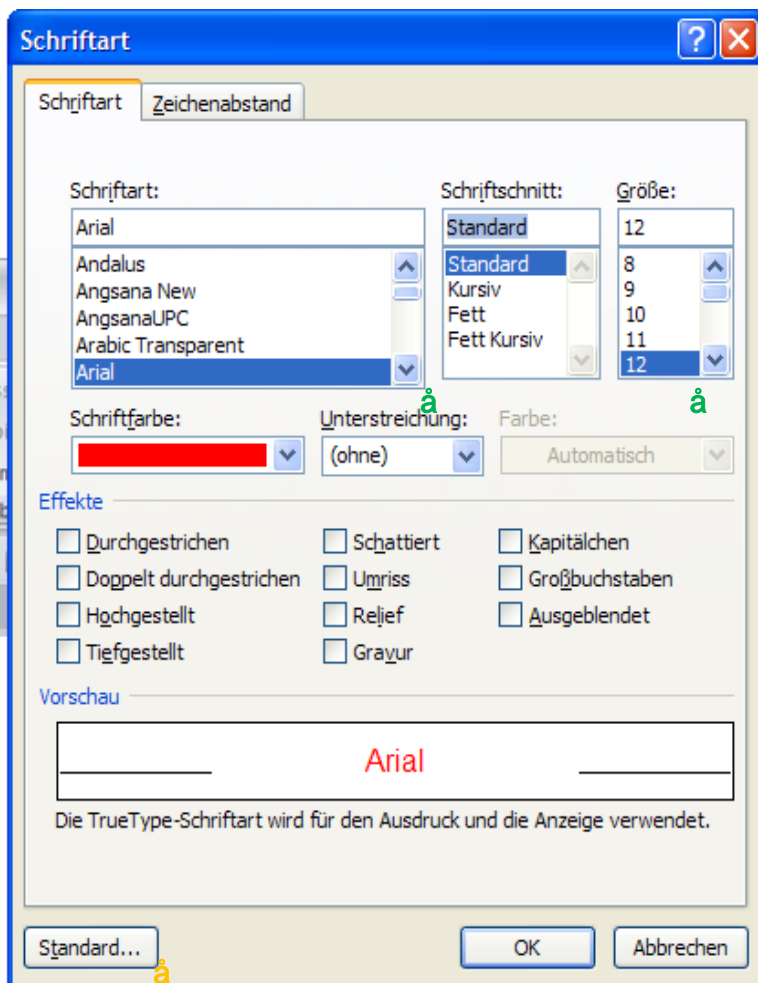 Schriftart
?
Schriftart Zeichenabstand
Schriftart: Schriftschnitt: Größe:
Arial Standard 12
Andalus Standard 8
Angsana New Kursiv 9
AngsanaUPC Fett 10
Arabic Transparent Fett Kursiv 11
Arial 12
å å
Schriftfarbe: Unterstreichung: Farbe:
(ohne) Automatisch
Effekte
Durchgestrichen Schattiert Kapitälchen
Doppelt durchgestrichen Umriss Großbuchstaben
Hochgestellt Relief Ausgeblendet
Tiefgestellt Gravur
Vorschau
Arial
Die TrueType-Schriftart wird für den Ausdruck und die Anzeige verwendet.
Standard... OK Abbrechen
å